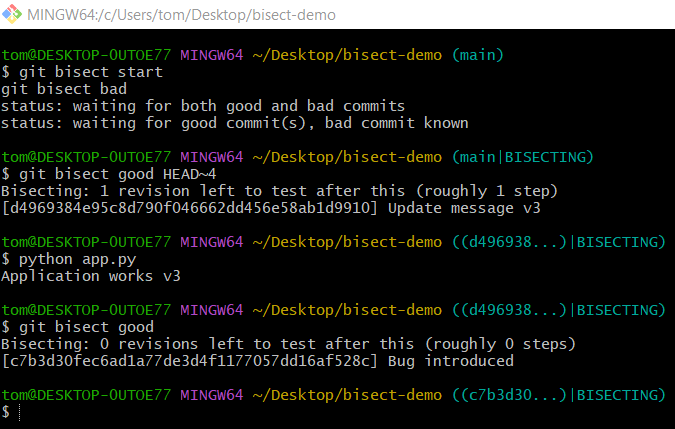 MINGW64:/c/Users/tom/Desktop/bisect-demo
tom@DESKTOP-OUTOE77 MINGW64 ~/Desktop/bisect-demo (main)
$ git bisect start
git bisect bad
status: waiting for both good and bad commits
status: waiting for good commit(s), bad commit known
tom@DESKTOP-OUTOE77 MINGW64 ~/Desktop/bisect-demo (main|BISECTING)
$ git bisect good HEAD~4
Bisecting: 1 revision left to test after this (roughly 1 step)
[d4969384e95c8d790f046662dd456e58ab1d9910] Update message v3
tom@DESKTOP-OUTOE77 MINGW64 ~/Desktop/bisect-demo ((d496938...)|BISECTING)
$ python app.py
Application works v3
tom@DESKTOP-OUTOE77 MINGW64 ~/Desktop/bisect-demo ((d496938...)|BISECTING)
$ git bisect good
Bisecting: 0 revisions left to test after this (roughly 0 steps)
[c7b3d30fec6ad1a77de3d4f1177057dd16af528c] Bug introduced
tom@DESKTOP-OUTOE77 MINGW64 ~/Desktop/bisect-demo ((c7b3d30...)|BISECTING)
$